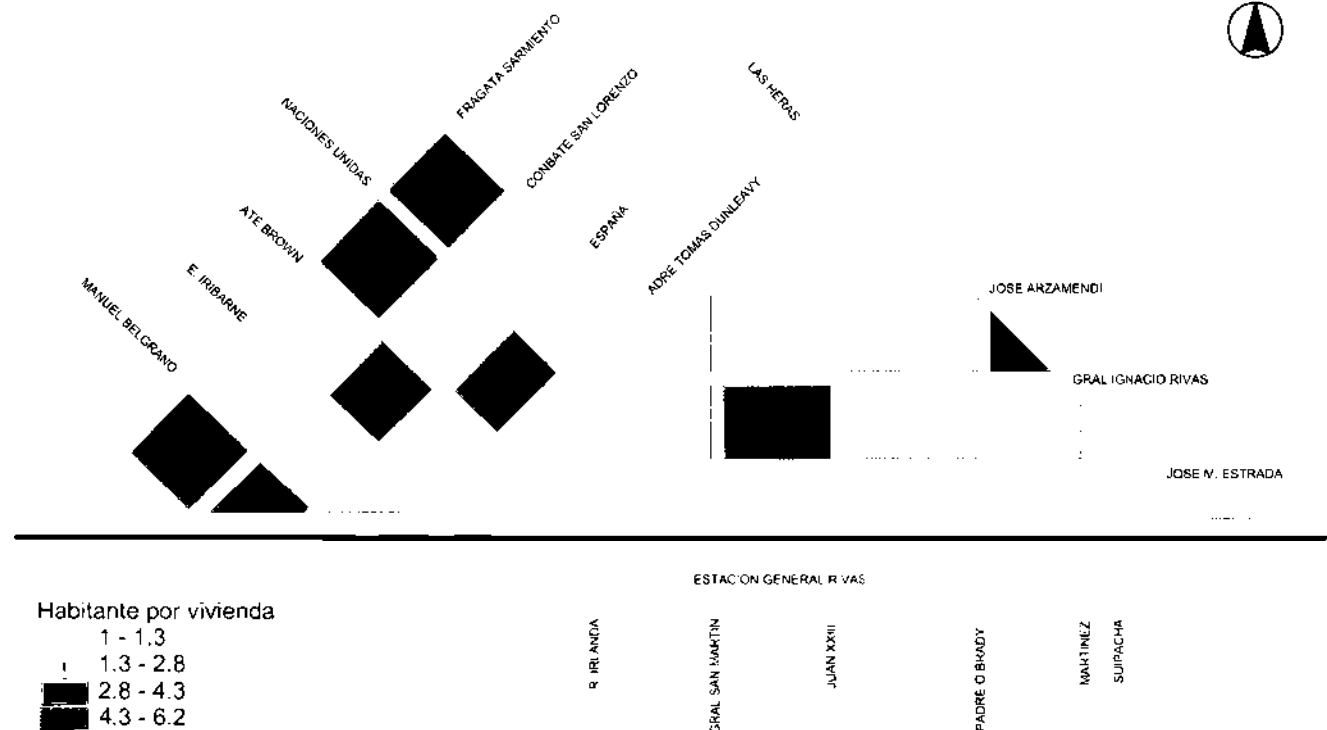 FRAGATA SARMIENTO
LAS HERAS
CONBATE SAN LORENZO
NACIONES UNIDAS
ATE BROWN
ESPAÑA
ADRE TOMAS DUNLEAVY
E. IRIBARNE
MANUEL BELGRANO
JOSE ARZAMENDI
GRAL IGNACIO RIVAS
JOSE M. ESTRADA
ESTACION GENERAL RIVAS
Habitante por vivienda
1 - 1.3
1.3 - 2.8
2.8 - 4.3
4.3 - 6.2
R. IRLANDA
GRAL SAN MARTIN
JUAN XXIII
PADRE O BRADY
MARTINEZ
SUIPACHA